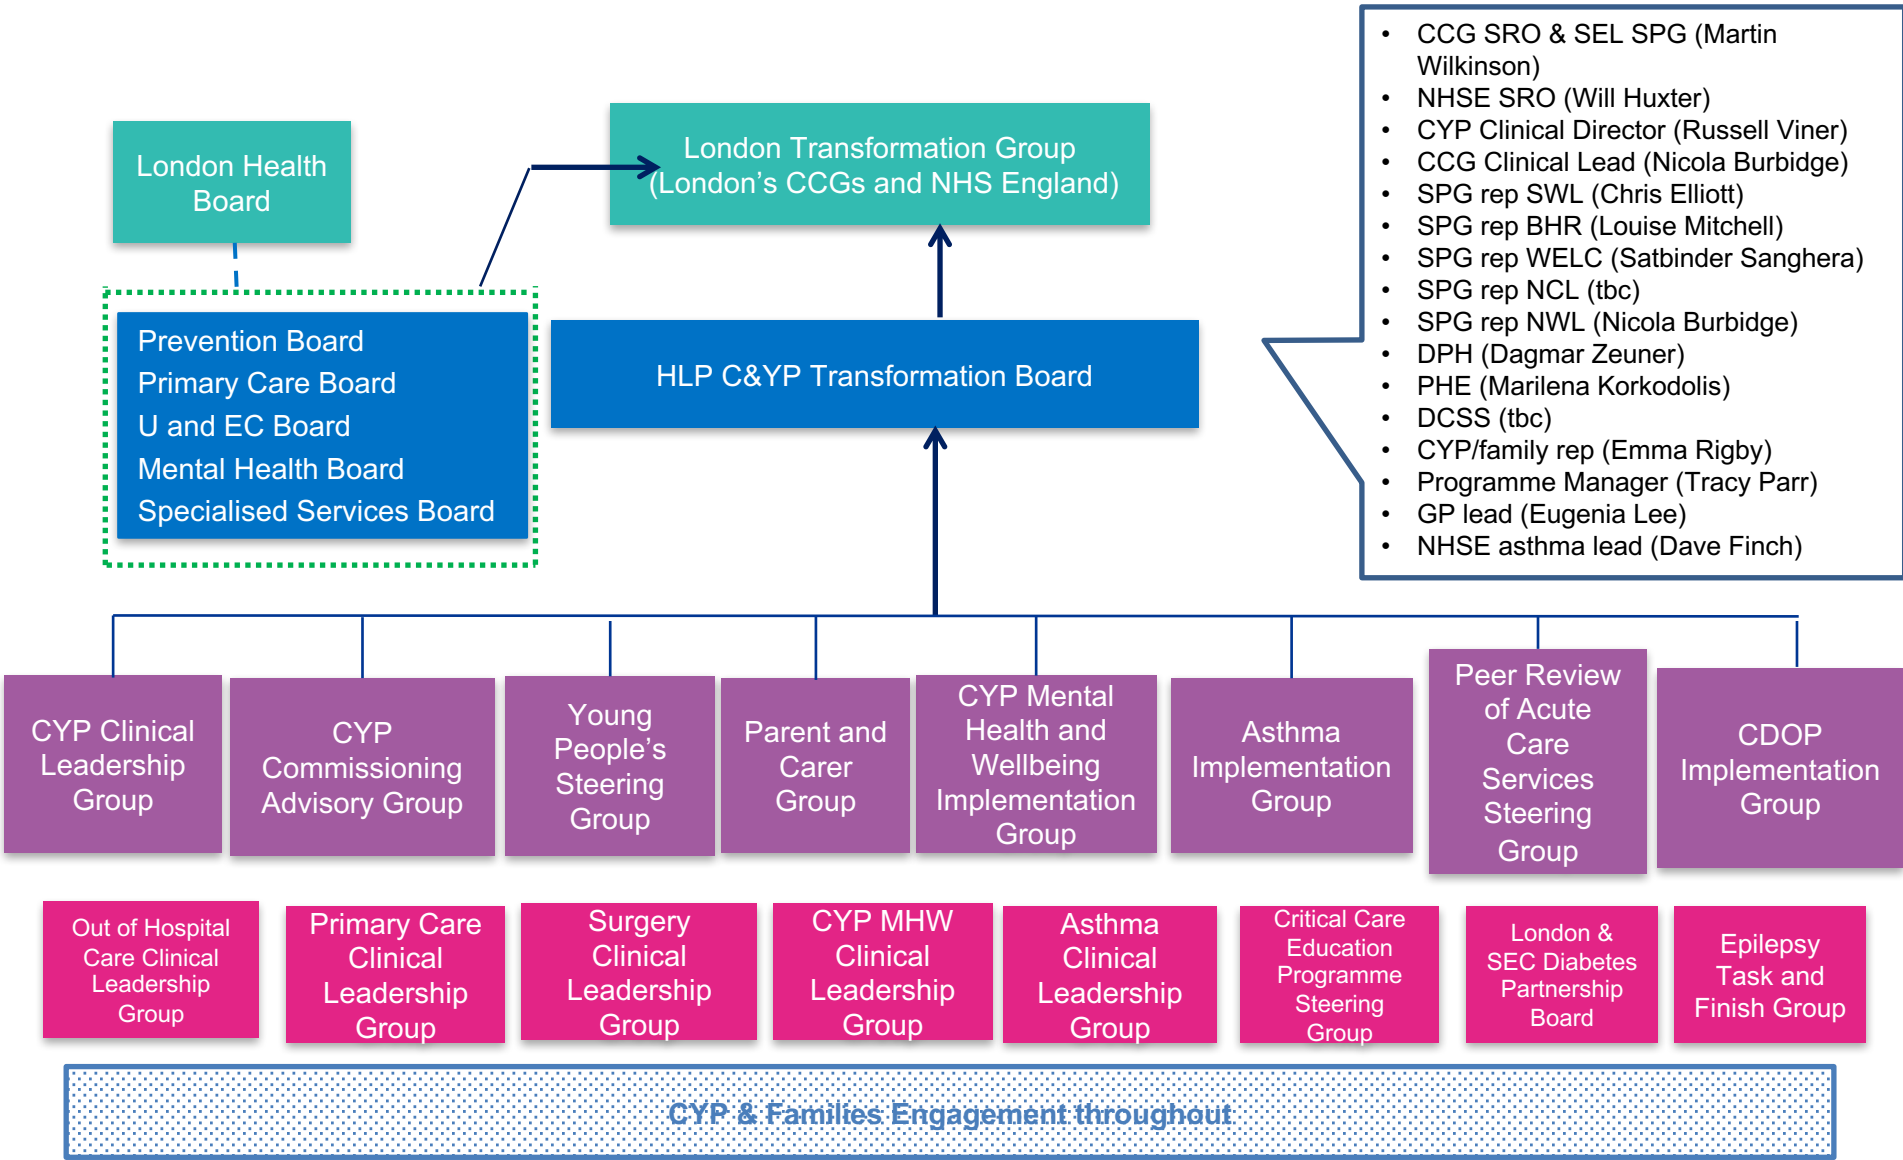 London Health
Board
London Transformation Group
(London’s CCGs and NHS England)
• CCG SRO & SEL SPG (Martin
Wilkinson)
• NHSE SRO (Will Huxter)
• CYP Clinical Director (Russell Viner)
• CCG Clinical Lead (Nicola Burbidge)
• SPG rep SWL (Chris Elliott)
• SPG rep BHR (Louise Mitchell)
• SPG rep WELC (Satbinder Sanghera)
• SPG rep NCL (tbc)
• SPG rep NWL (Nicola Burbidge)
• DPH (Dagmar Zeuner)
• PHE (Marilena Korkodolis)
• DCSS (tbc)
• CYP/family rep (Emma Rigby)
• Programme Manager (Tracy Parr)
• GP lead (Eugenia Lee)
• NHSE asthma lead (Dave Finch)
Prevention Board
Primary Care Board
U and EC Board
Mental Health Board
Specialised Services Board
HLP C&YP Transformation Board
CYP Clinical
Leadership
Group
CYP
Commissioning
Advisory Group
Young
People’s
Steering
Group
Parent and
Carer
Group
CYP Mental
Health and
Wellbeing
Implementation
Group
Asthma
Implementation
Group
Peer Review
of Acute
Care
Services
Steering
Group
CDOP
Implementation
Group
Out of Hospital
Care Clinical
Leadership
Group
Primary Care
Clinical
Leadership
Group
Surgery
Clinical
Leadership
Group
CYP MHW
Clinical
Leadership
Group
Asthma
Clinical
Leadership
Group
Critical Care
Education
Programme
Steering
Group
London &
SEC Diabetes
Partnership
Board
Epilepsy
Task and
Finish Group
CYP & Families Engagement throughout